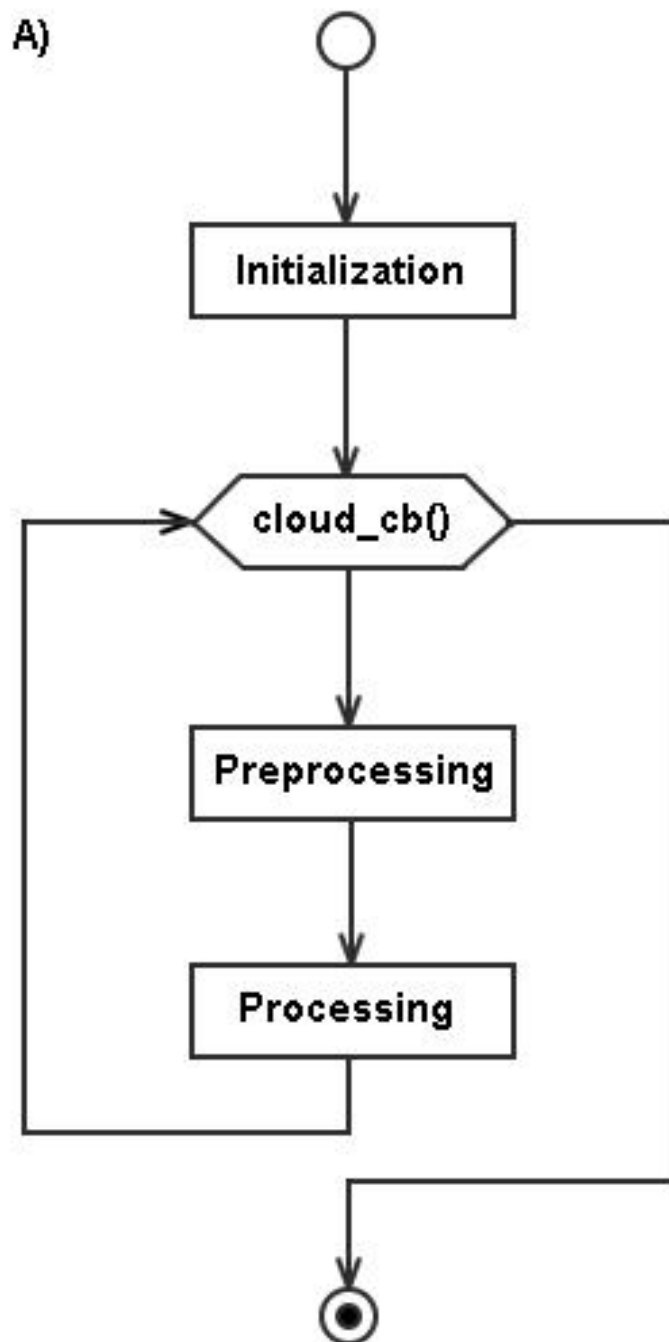 A)
Initialization
cloud_cb()
Preprocessing
Processing